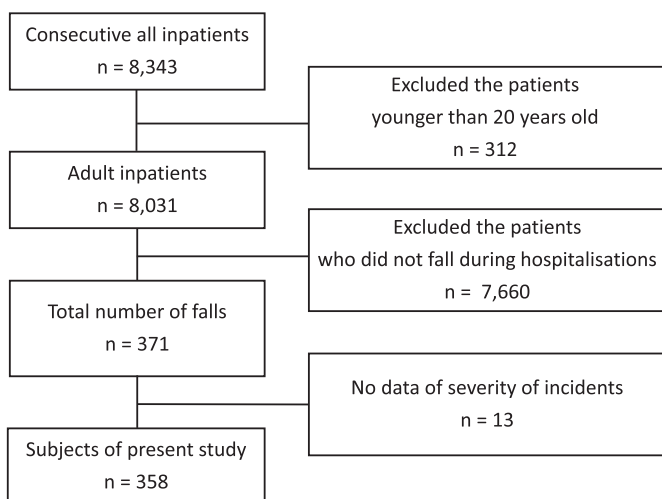 Consecutive all inpatients
n = 8,343
Excluded the patients
younger than 20 years old
n = 312
Adult inpatients
n = 8,031
Excluded the patients
who did not fall during hospitalisations
n = 7,660
Total number of falls
n = 371
No data of severity of incidents
n = 13
Subjects of present study
n = 358